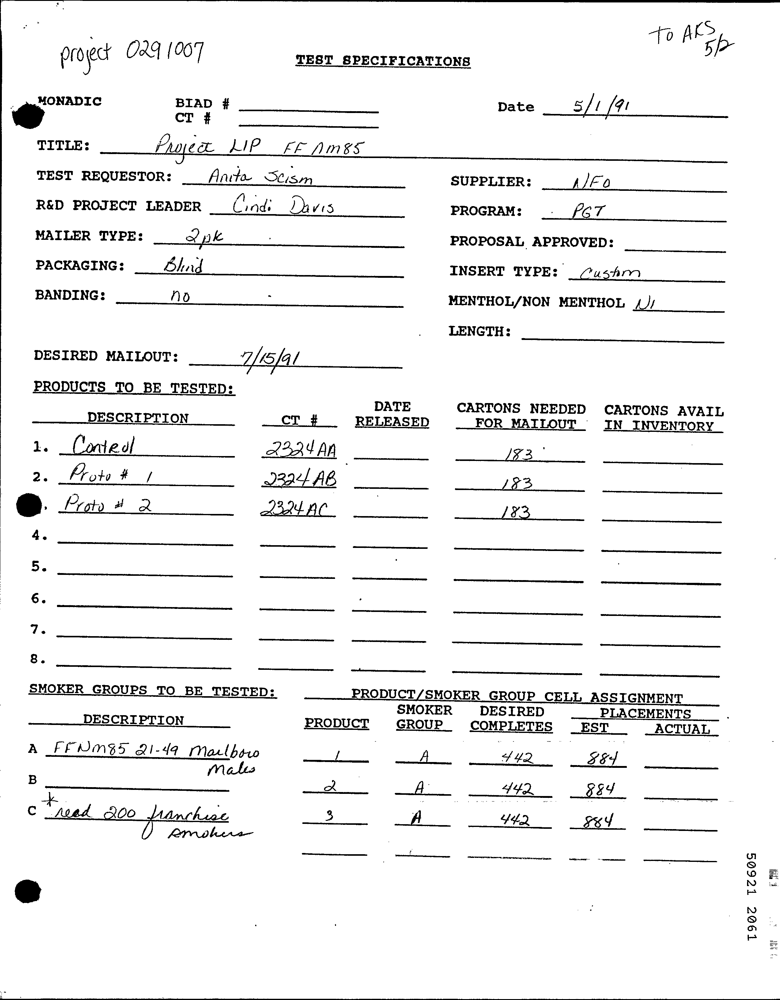 project 0291007
TO AKS 5/2
TEST SPECIFICATIONS
MONADIC
BIAD #
CT #
Date 5/1/91
TITLE: Project LIP FF NM85
TEST REQUESTOR: Anita Scism
SUPPLIER: NFO
R&D PROJECT LEADER Cindi Davis
PROGRAM: PGT
MAILER TYPE: 2pk
PROPOSAL APPROVED:
PACKAGING: Blind
INSERT TYPE: Custom
BANDING: no
MENTHOL/NON MENTHOL
LENGTH:
DESIRED MAILOUT: 7/15/91
PRODUCTS TO BE TESTED:
DESCRIPTION CT # DATE RELEASED CARTONS NEEDED FOR MAILOUT CARTONS AVAIL IN INVENTORY
1. Control 2324AA 183
2. Proto # 1 2324AB 183
. Proto # 2 2324AC 183
4.
5.
6.
7.
8.
SMOKER GROUPS TO BE TESTED:
PRODUCT/SMOKER GROUP CELL ASSIGNMENT
DESCRIPTION PRODUCT SMOKER GROUP DESIRED COMPLETES PLACEMENTS EST ACTUAL
A FFNM85 21-49 Marlboro Males 1 A 442 884
B 2 A 442 884
C * read 200 franchise smokers 3 A 442 884
50921 2061